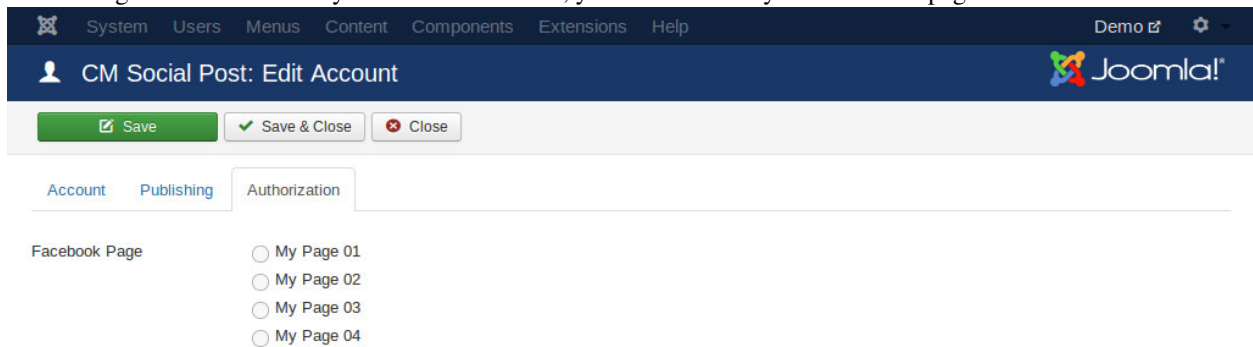 System Users Menus Content Components Extensions Help Demo
CM Social Post: Edit Account Joomla!
Save Save & Close Close
Account Publishing Authorization
Facebook Page My Page 01
My Page 02
My Page 03
My Page 04